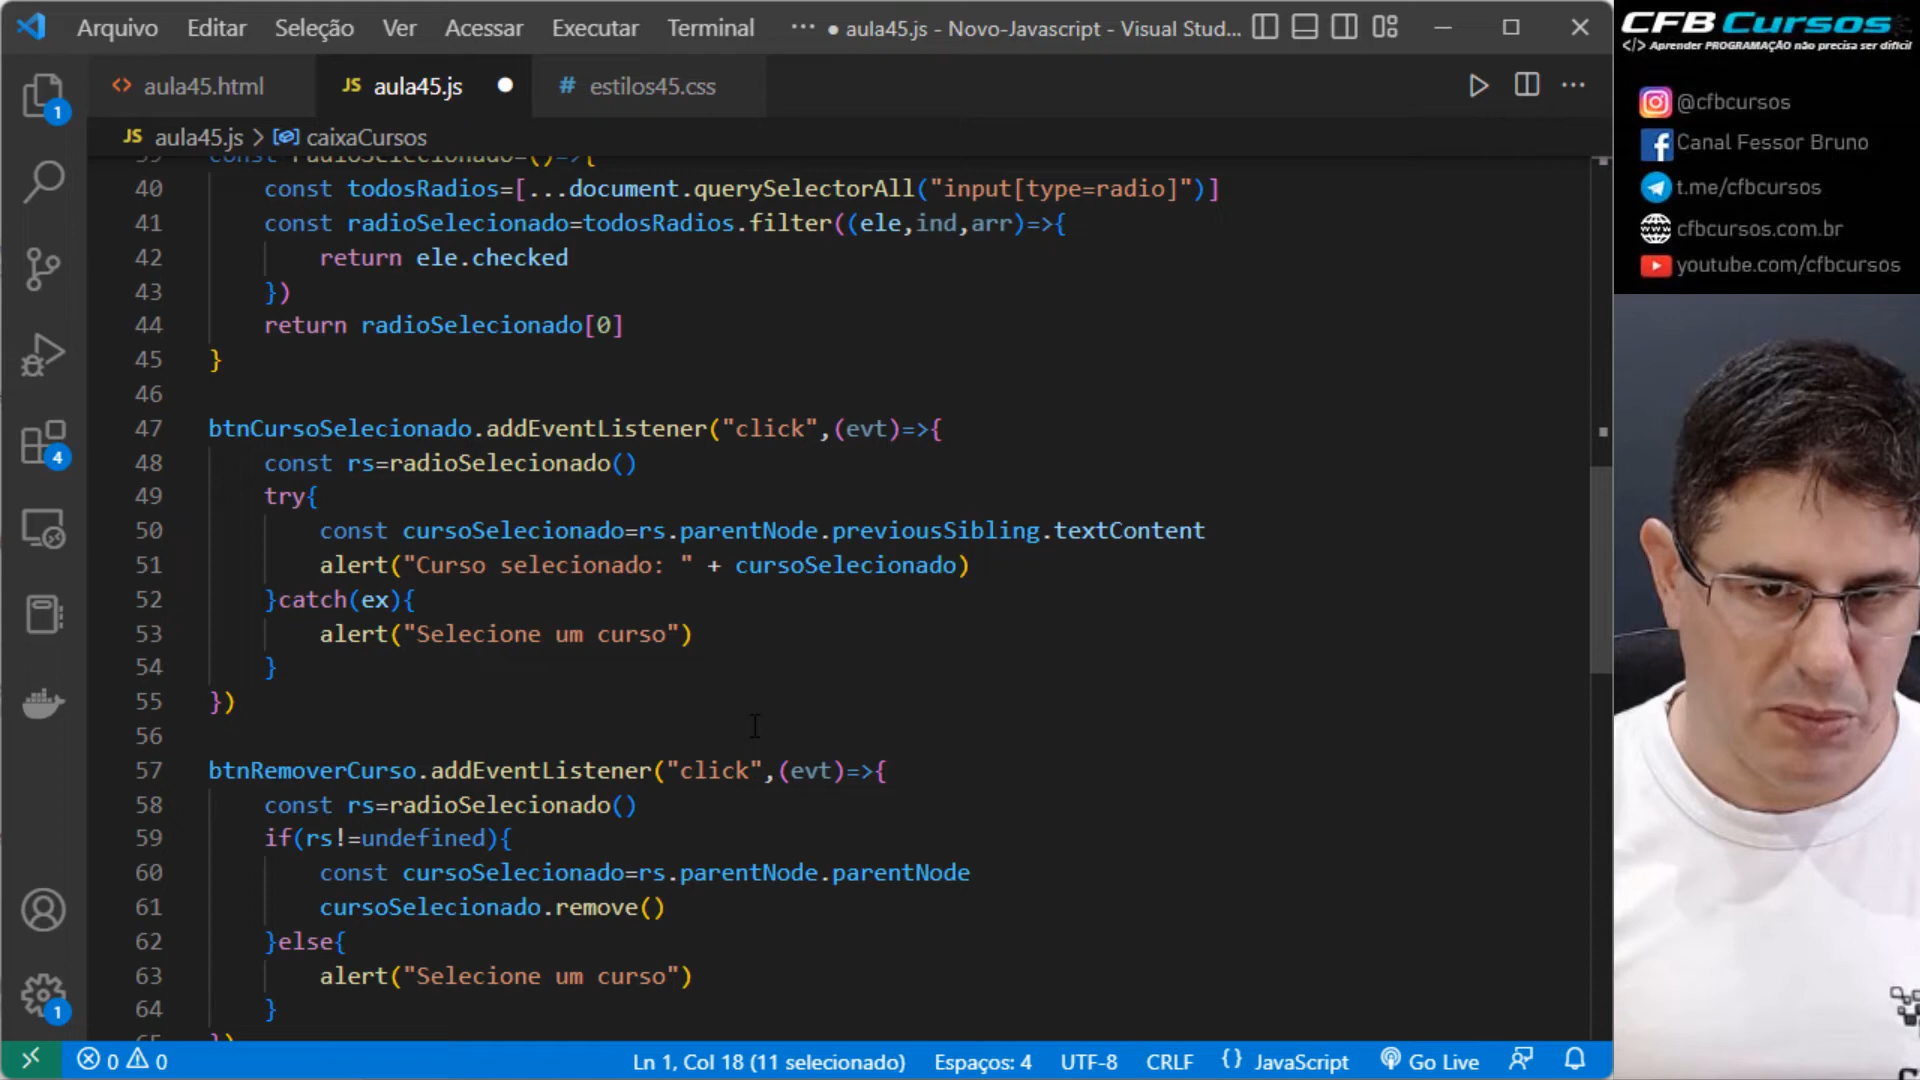 Arquivo Editar Seleção Ver Acessar Executar Terminal ··· ● aula45.js - Novo-Javascript - Visual Stud...
CFB Cursos
</> Aprender PROGRAMAÇÃO não precisa ser difícil
<> aula45.html JS aula45.js ● # estilos45.css
@cfbcursos
JS aula45.js > caixaCursos
Canal Fessor Bruno
t.me/cfbcursos
cfbcursos.com.br
youtube.com/cfbcursos
39 const radioSelecionado=()=>{
40 const todosRadios=[...document.querySelectorAll("input[type=radio]")]
41 const radioSelecionado=todosRadios.filter((ele,ind,arr)=>{
42 return ele.checked
43 })
44 return radioSelecionado[0]
45 }
46
47 btnCursoSelecionado.addEventListener("click",(evt)=>{
48 const rs=radioSelecionado()
49 try{
50 const cursoSelecionado=rs.parentNode.previousSibling.textContent
51 alert("Curso selecionado: " + cursoSelecionado)
52 }catch(ex){
53 alert("Selecione um curso")
54 }
55 })
56
57 btnRemoverCurso.addEventListener("click",(evt)=>{
58 const rs=radioSelecionado()
59 if(rs!=undefined){
60 const cursoSelecionado=rs.parentNode.parentNode
61 cursoSelecionado.remove()
62 }else{
63 alert("Selecione um curso")
64 }
65 })
1
4
1
0 0 Ln 1, Col 18 (11 selecionado) Espaços: 4 UTF-8 CRLF {} JavaScript Go Live